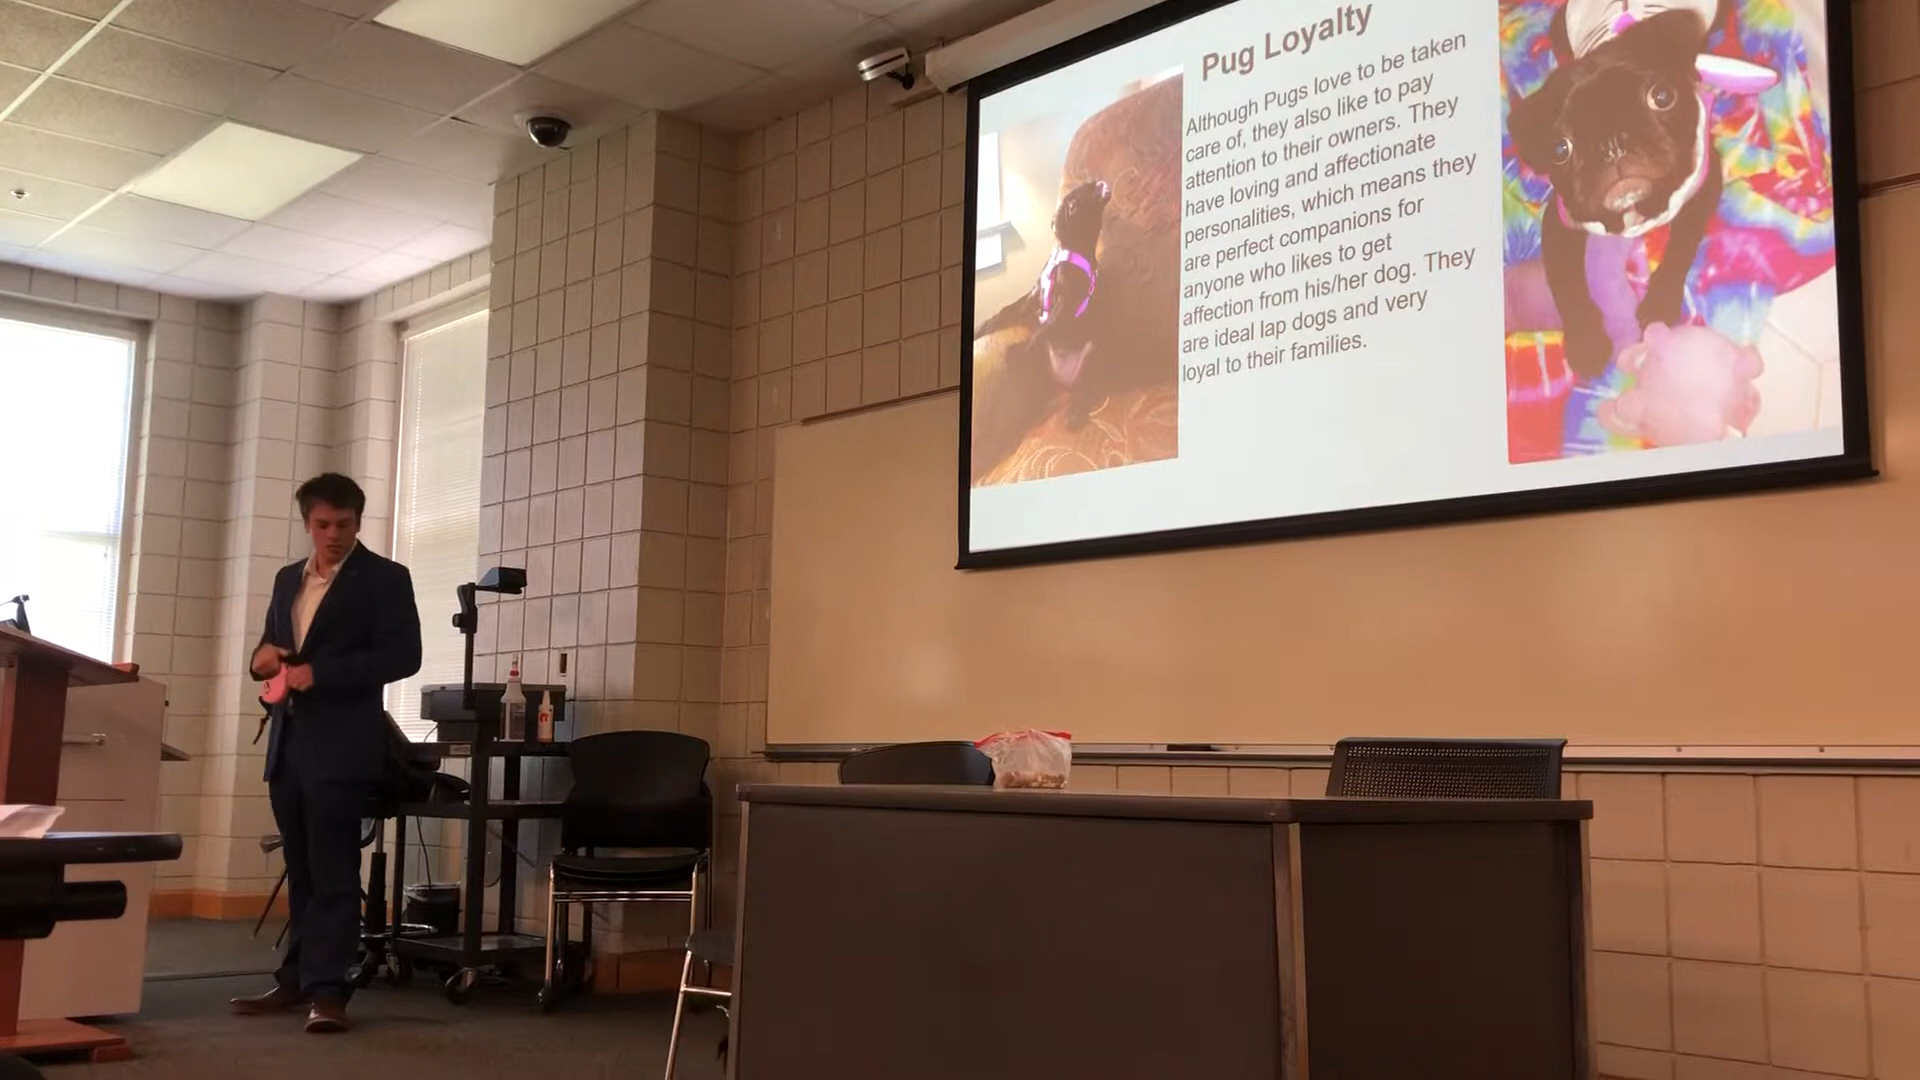 Pug Loyalty
Although Pugs love to be taken
care of, they also like to pay
attention to their owners. They
have loving and affectionate
personalities, which means they
are perfect companions for
anyone who likes to get
affection from his/her dog. They
are ideal lap dogs and very
loyal to their families.